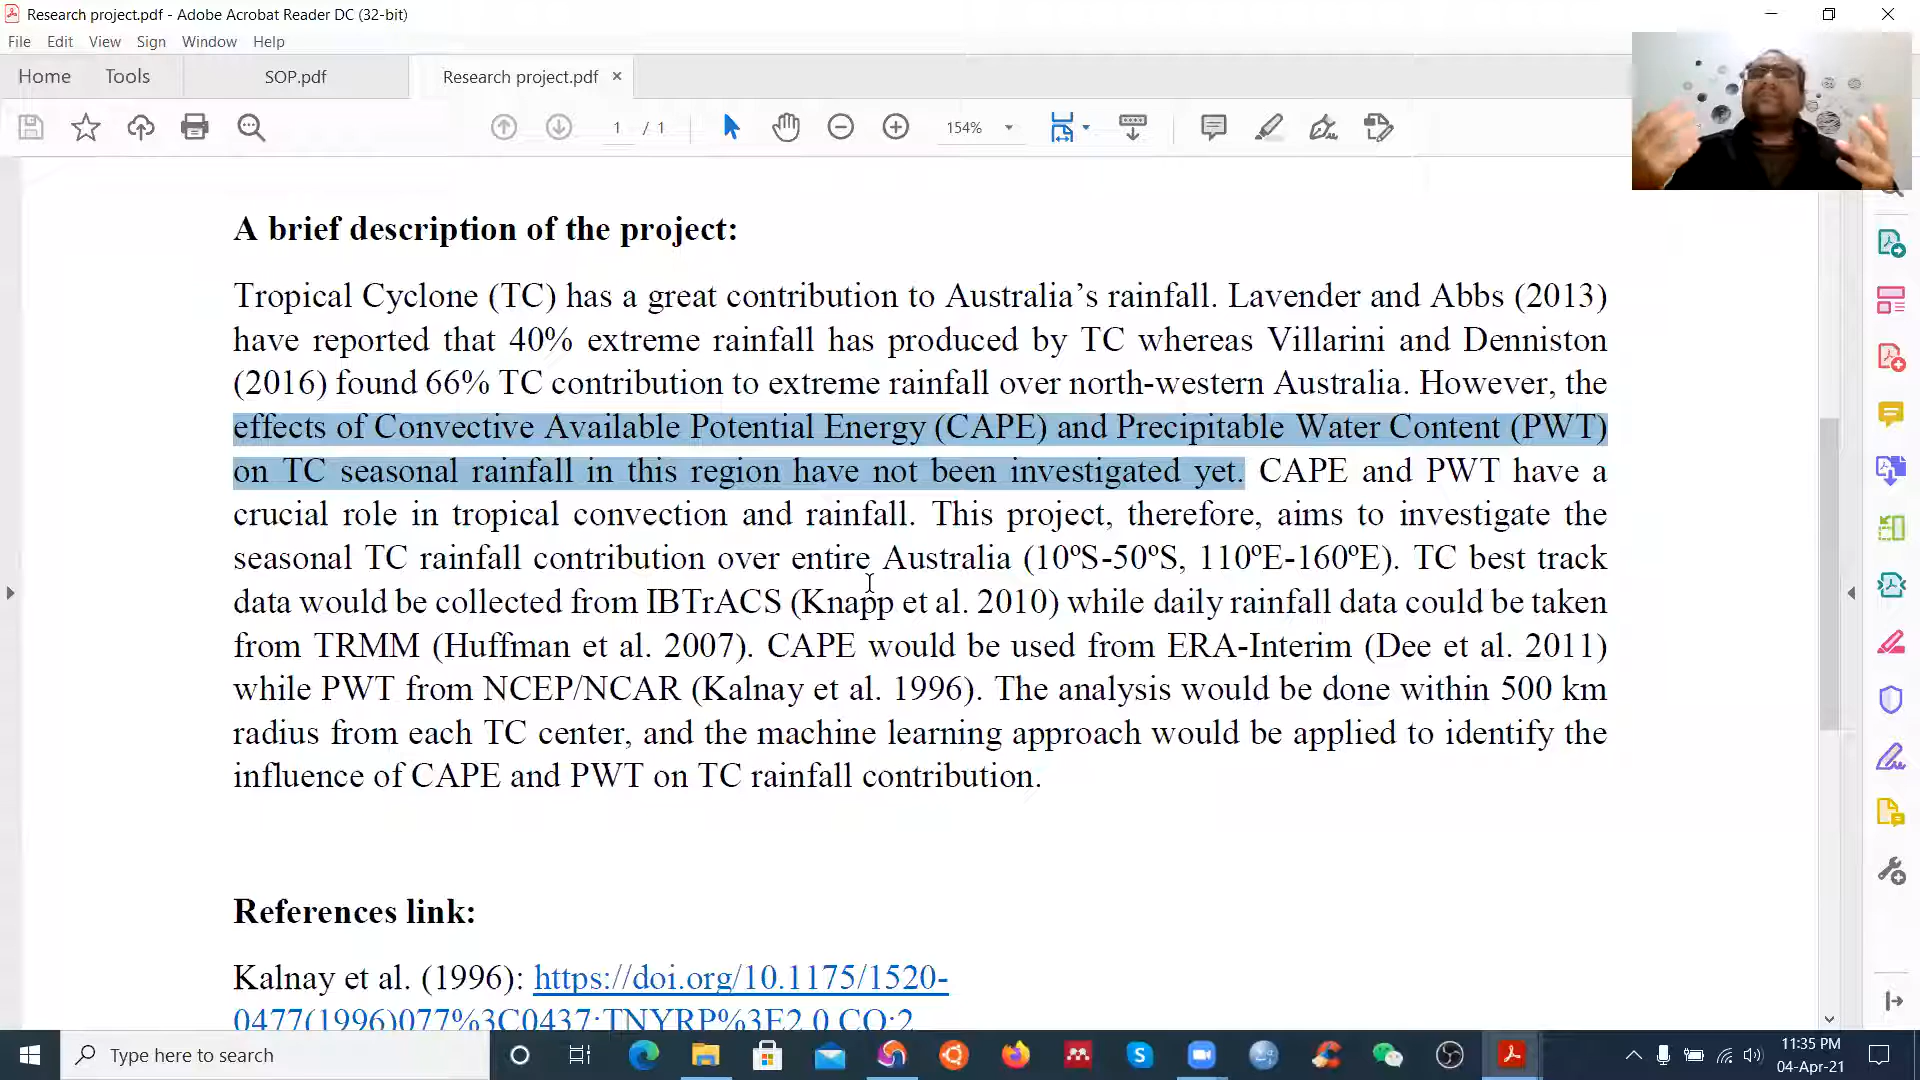 Research project.pdf - Adobe Acrobat Reader DC (32-bit)
File Edit View Sign Window Help
Home Tools SOP.pdf Research project.pdf ×
1 / 1 154%
A brief description of the project:
Tropical Cyclone (TC) has a great contribution to Australia’s rainfall. Lavender and Abbs (2013)
have reported that 40% extreme rainfall has produced by TC whereas Villarini and Denniston
(2016) found 66% TC contribution to extreme rainfall over north-western Australia. However, the
effects of Convective Available Potential Energy (CAPE) and Precipitable Water Content (PWT)
on TC seasonal rainfall in this region have not been investigated yet. CAPE and PWT have a
crucial role in tropical convection and rainfall. This project, therefore, aims to investigate the
seasonal TC rainfall contribution over entire Australia (10ºS-50ºS, 110ºE-160ºE). TC best track
data would be collected from IBTrACS (Knapp et al. 2010) while daily rainfall data could be taken
from TRMM (Huffman et al. 2007). CAPE would be used from ERA-Interim (Dee et al. 2011)
while PWT from NCEP/NCAR (Kalnay et al. 1996). The analysis would be done within 500 km
radius from each TC center, and the machine learning approach would be applied to identify the
influence of CAPE and PWT on TC rainfall contribution.
References link:
Kalnay et al. (1996): https://doi.org/10.1175/1520-
0477(1996)077%3C0437:TNYRP%3E2.0.CO;2
Type here to search
11:35 PM
04-Apr-21